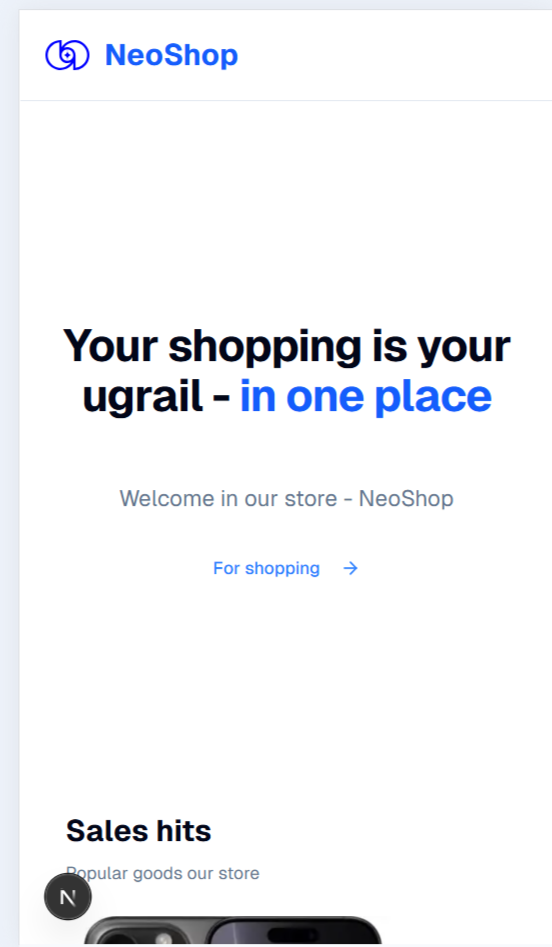 NeoShop
Your shopping is your
ugrail - in one place
Welcome in our store - NeoShop
For shopping
Sales hits
Popular goods our store
N